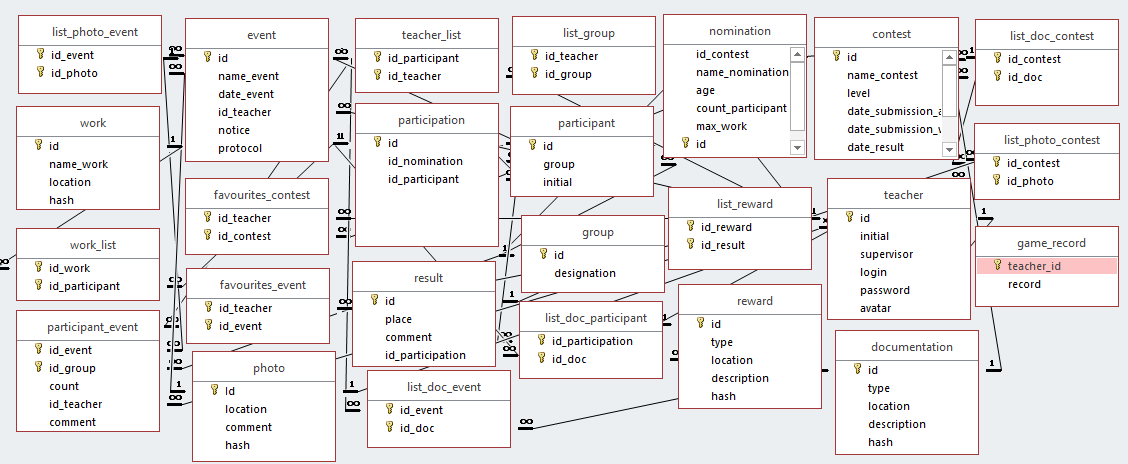 list_photo_event
id_event
id_photo
event
id
name_event
date_event
id_teacher
notice
protocol
teacher_list
id_participant
id_teacher
list_group
id_teacher
id_group
nomination
id_contest
name_nomination
age
count_participant
max_work
id
contest
id
name_contest
level
date_submission_a
date_submission_w
date_result
list_doc_contest
id_contest
id_doc
work
id
name_work
location
hash
participation
id
id_nomination
id_participant
participant
id
group
initial
list_photo_contest
id_contest
id_photo
favourites_contest
id_teacher
id_contest
list_reward
id_reward
id_result
teacher
id
initial
supervisor
login
password
avatar
work_list
id_work
id_participant
group
id
designation
game_record
teacher_id
record
favourites_event
id_teacher
id_event
result
id
place
comment
id_participation
participant_event
id_event
id_group
count
id_teacher
comment
list_doc_participant
id_participation
id_doc
reward
id
type
location
description
hash
photo
Id
location
comment
hash
list_doc_event
id_event
id_doc
documentation
id
type
location
description
hash